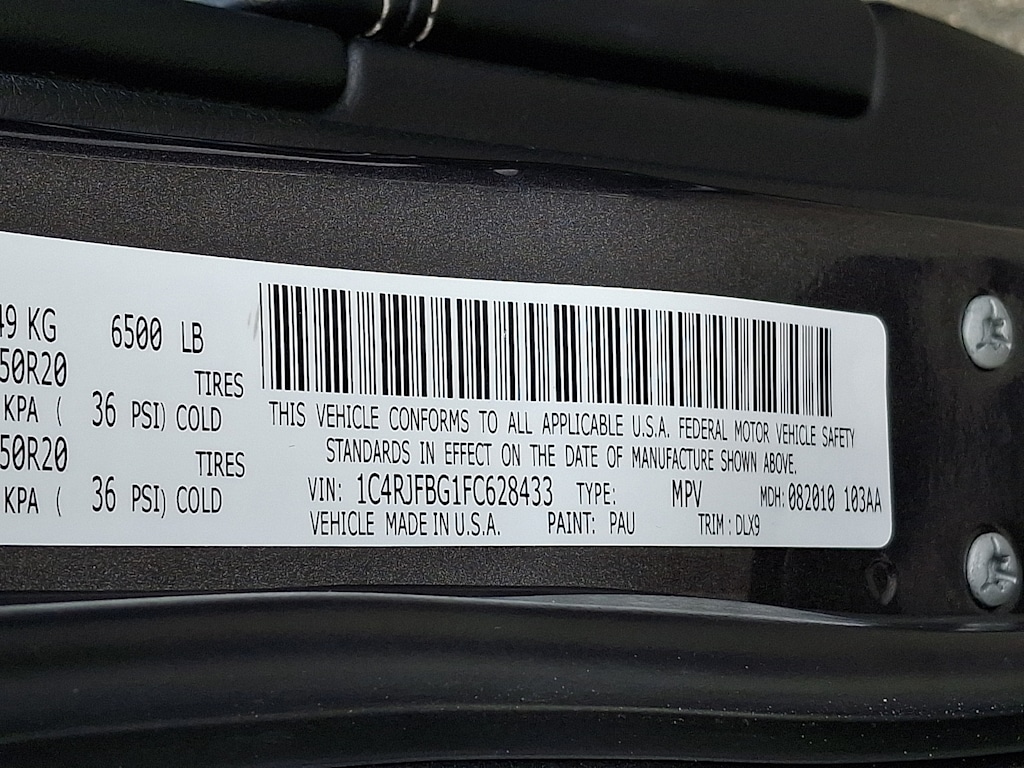 49 KG 6500 LB
50R20 TIRES
KPA ( 36 PSI) COLD
50R20 TIRES
KPA ( 36 PSI) COLD
THIS VEHICLE CONFORMS TO ALL APPLICABLE U.S.A. FEDERAL MOTOR VEHICLE SAFETY
STANDARDS IN EFFECT ON THE DATE OF MANUFACTURE SHOWN ABOVE.
VIN: 1C4RJFBG1FC628433 TYPE: MPV MDH: 082010 103AA
VEHICLE MADE IN U.S.A. PAINT: PAU TRIM : DLX9